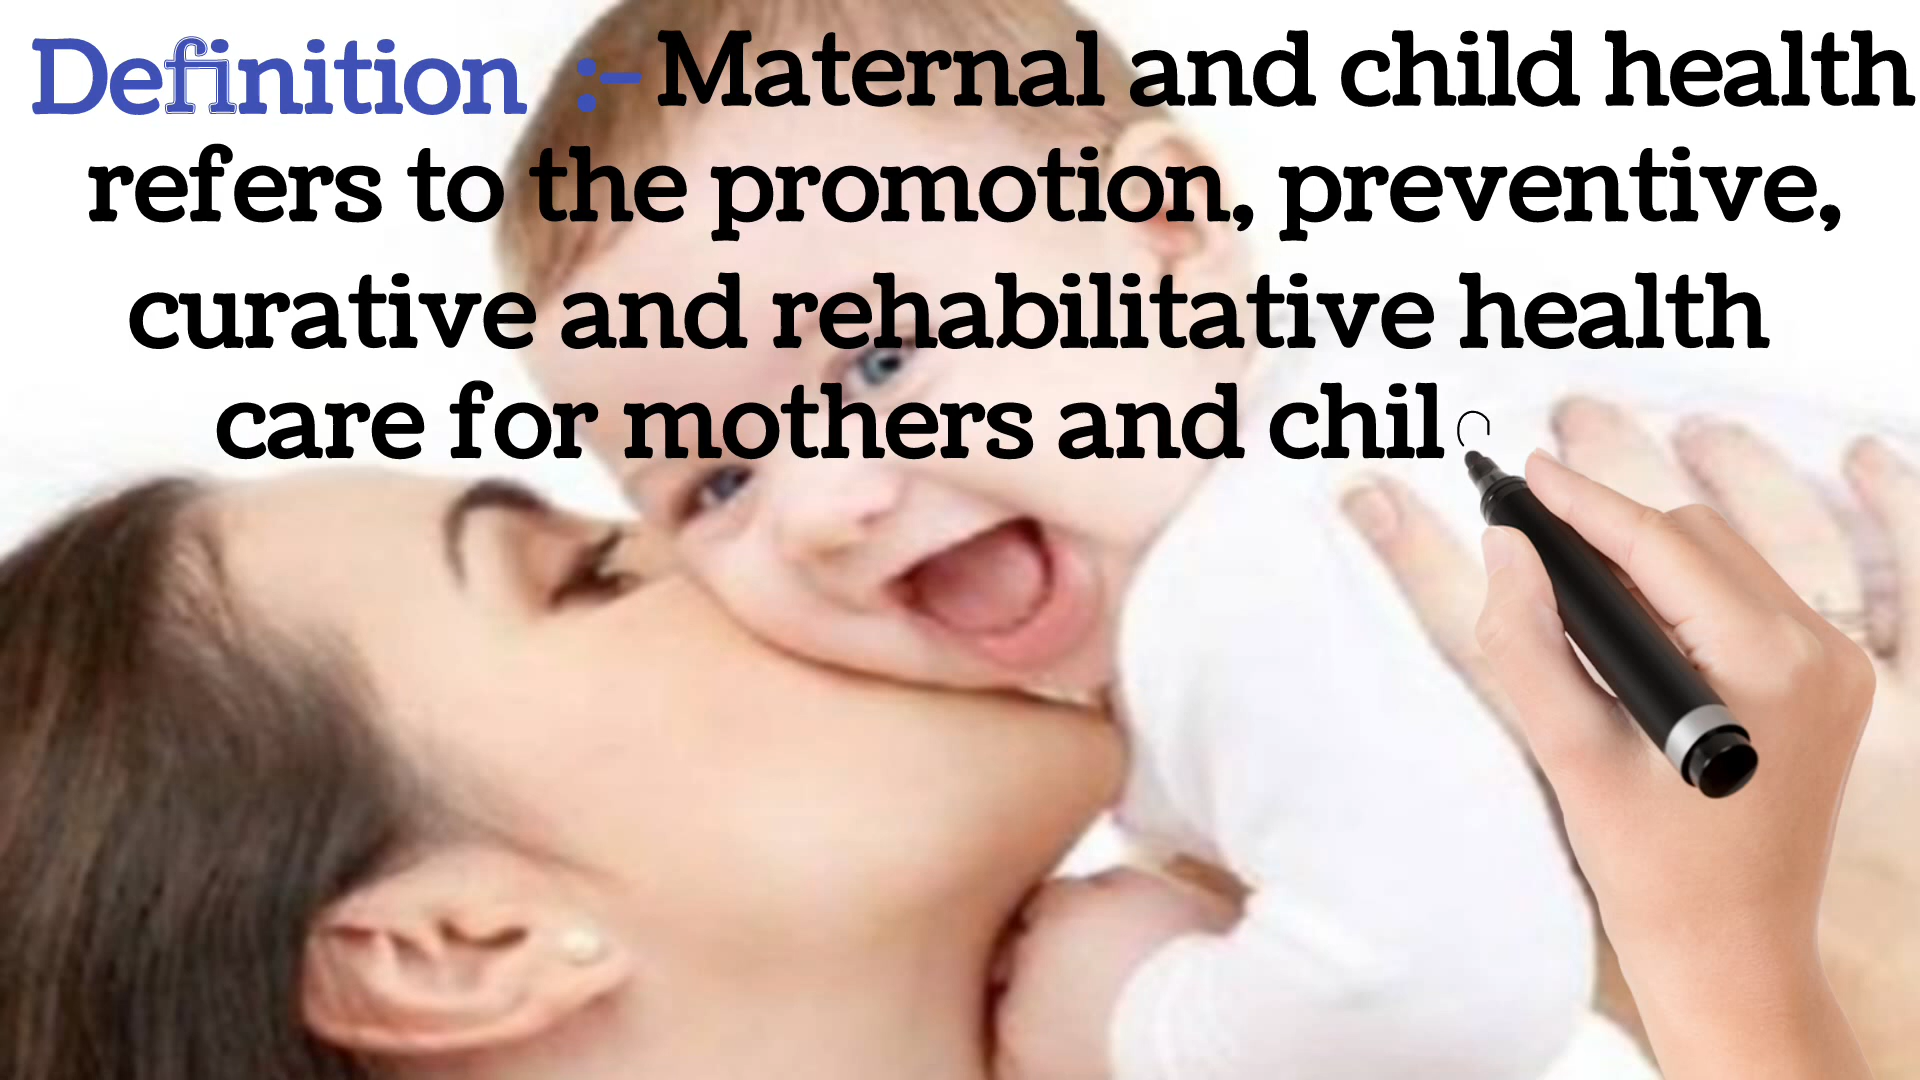 Definition :- Maternal and child health
refers to the promotion, preventive,
curative and rehabilitative health
care for mothers and chil